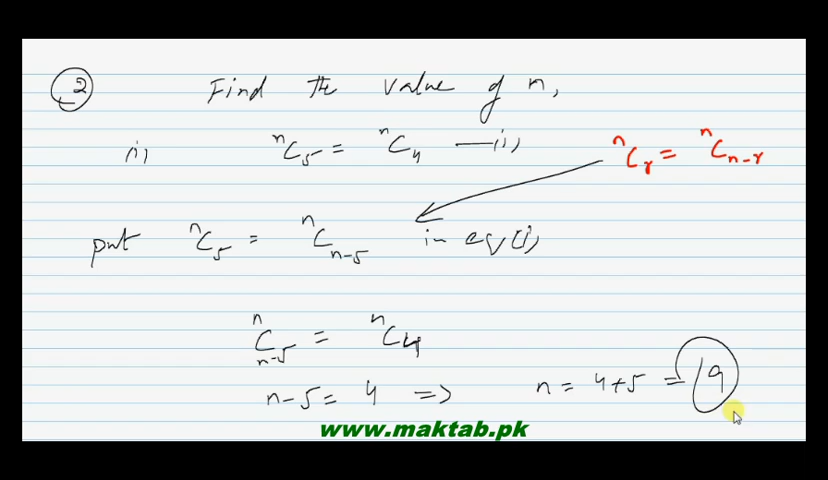 2 Find the value of n,
(i) ⁿC₅ = ⁿC₄ —(i) ⁿCᵣ = ⁿCₙ₋ᵣ
put ⁿC₅ = ⁿCₙ₋₅ in eq (i)
ⁿCₙ₋₅ = ⁿC₄
n-5 = 4 => n = 4+5 = 9
www.maktab.pk